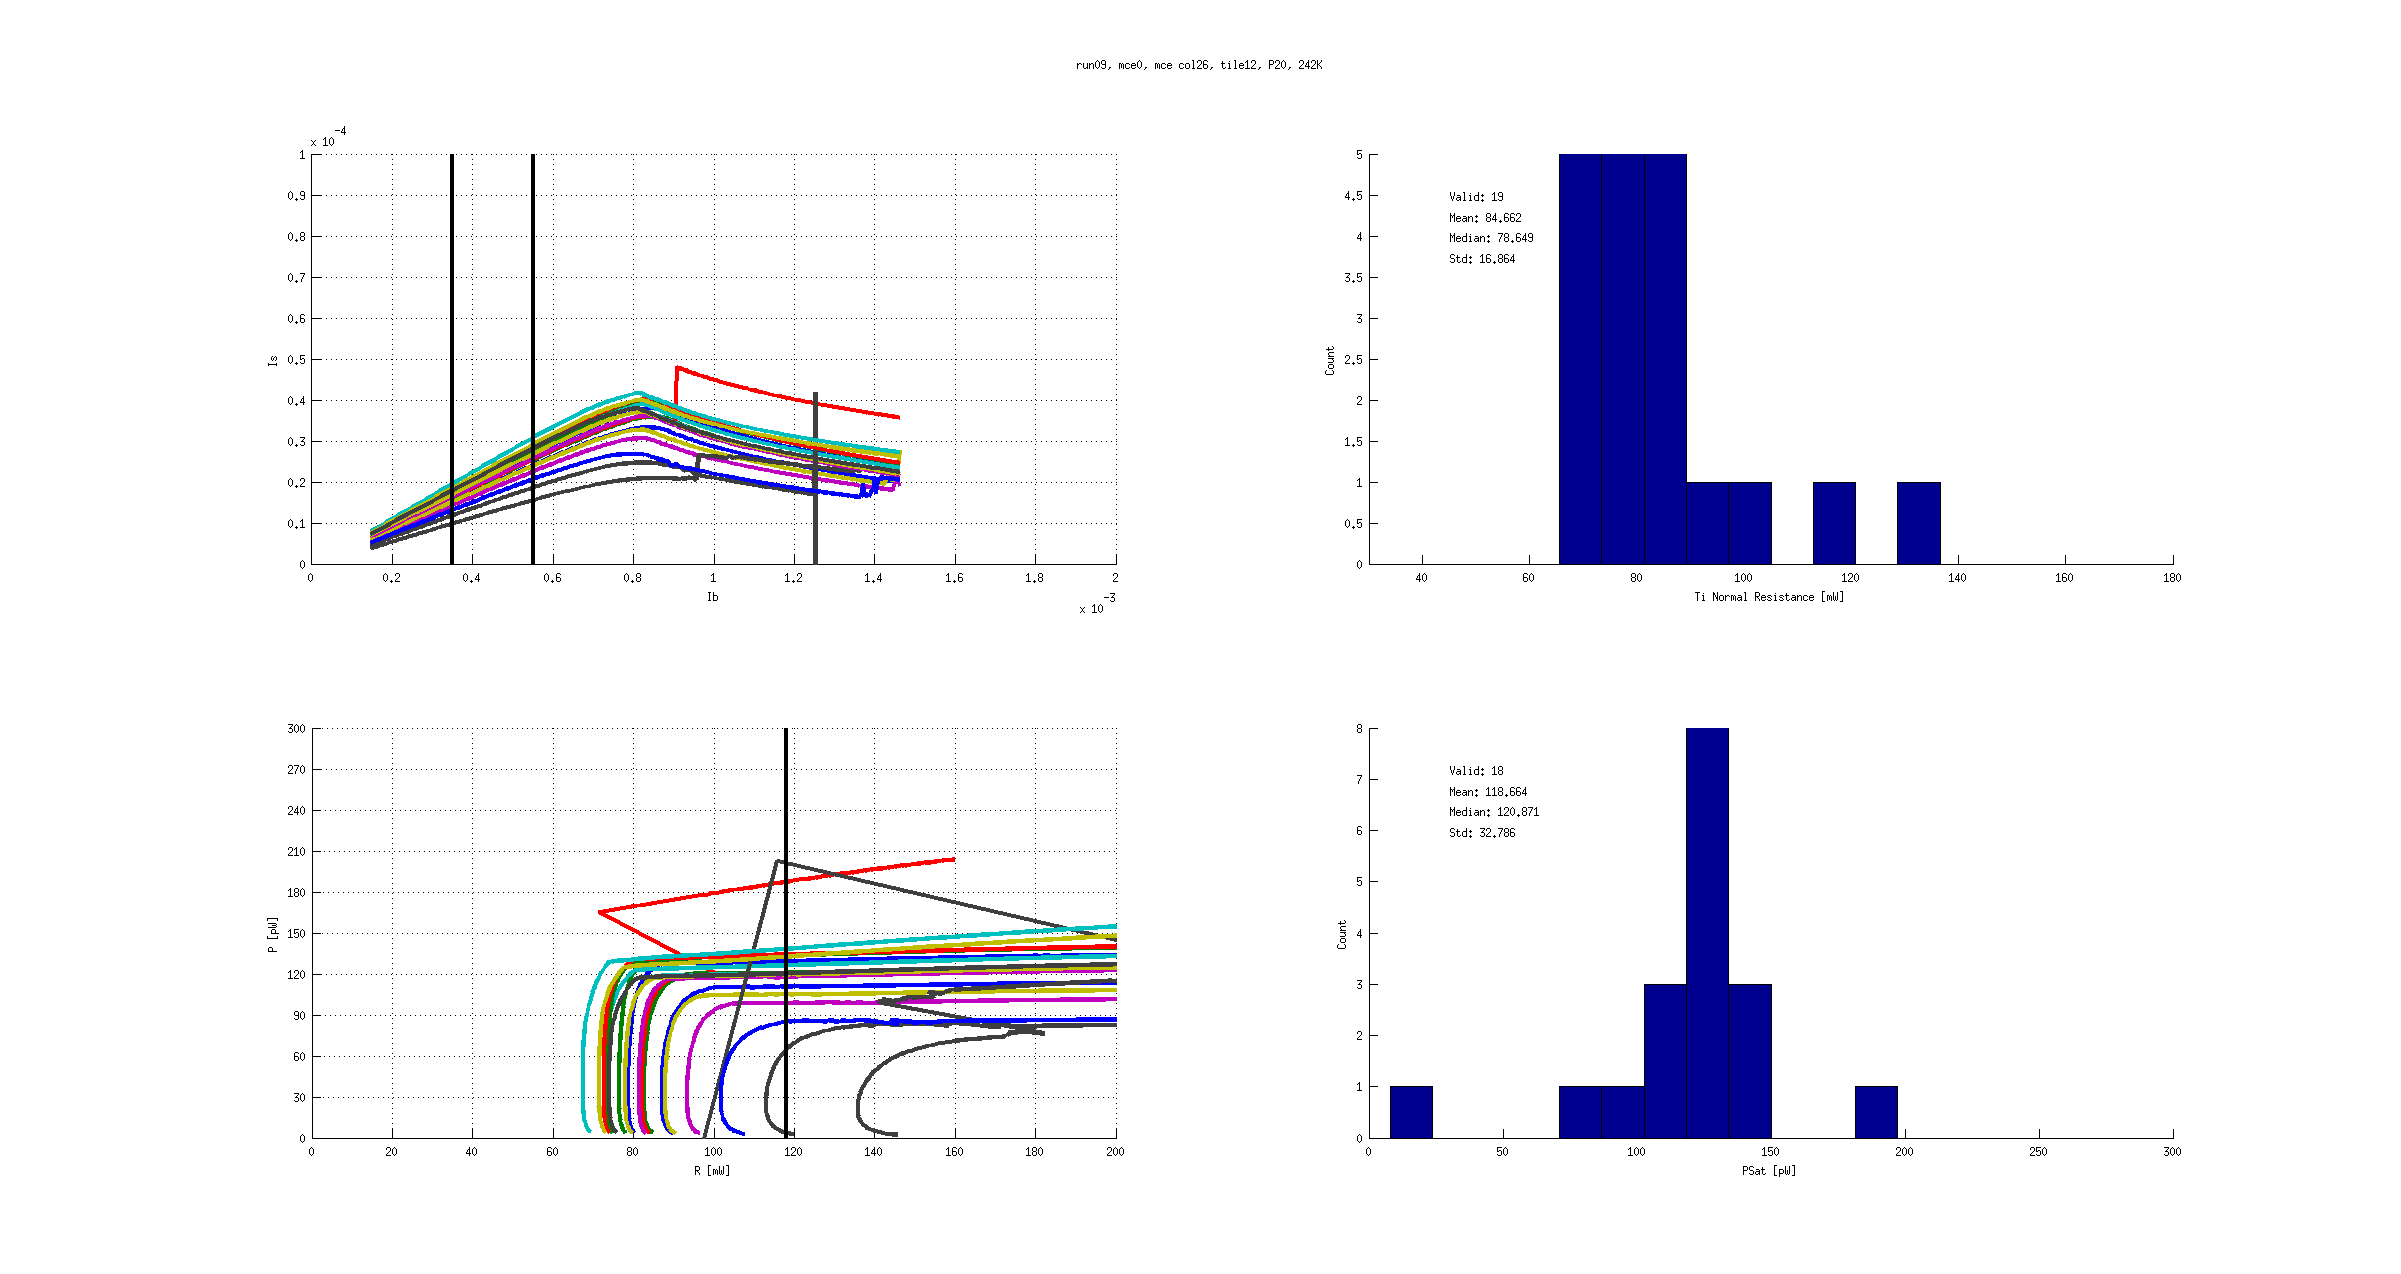 run09, mce0, mce col26, tile12, P20, 242K
x 10^-4
1
0.9
0.8
0.7
0.6
0.5
0.4
0.3
0.2
0.1
0
Is
0 0.2 0.4 0.6 0.8 1 1.2 1.4 1.6 1.8 2
Ib
x 10^-3
5
4.5
4
3.5
3
2.5
2
1.5
1
0.5
0
Count
Valid: 19
Mean: 84.662
Median: 78.649
Std: 16.864
40 60 80 100 120 140 160 180
Ti Normal Resistance [mW]
300
270
240
210
180
150
120
90
60
30
0
P [pW]
0 20 40 60 80 100 120 140 160 180 200
R [mW]
8
7
6
5
4
3
2
1
0
Count
Valid: 18
Mean: 118.664
Median: 120.871
Std: 32.786
0 50 100 150 200 250 300
PSat [pW]